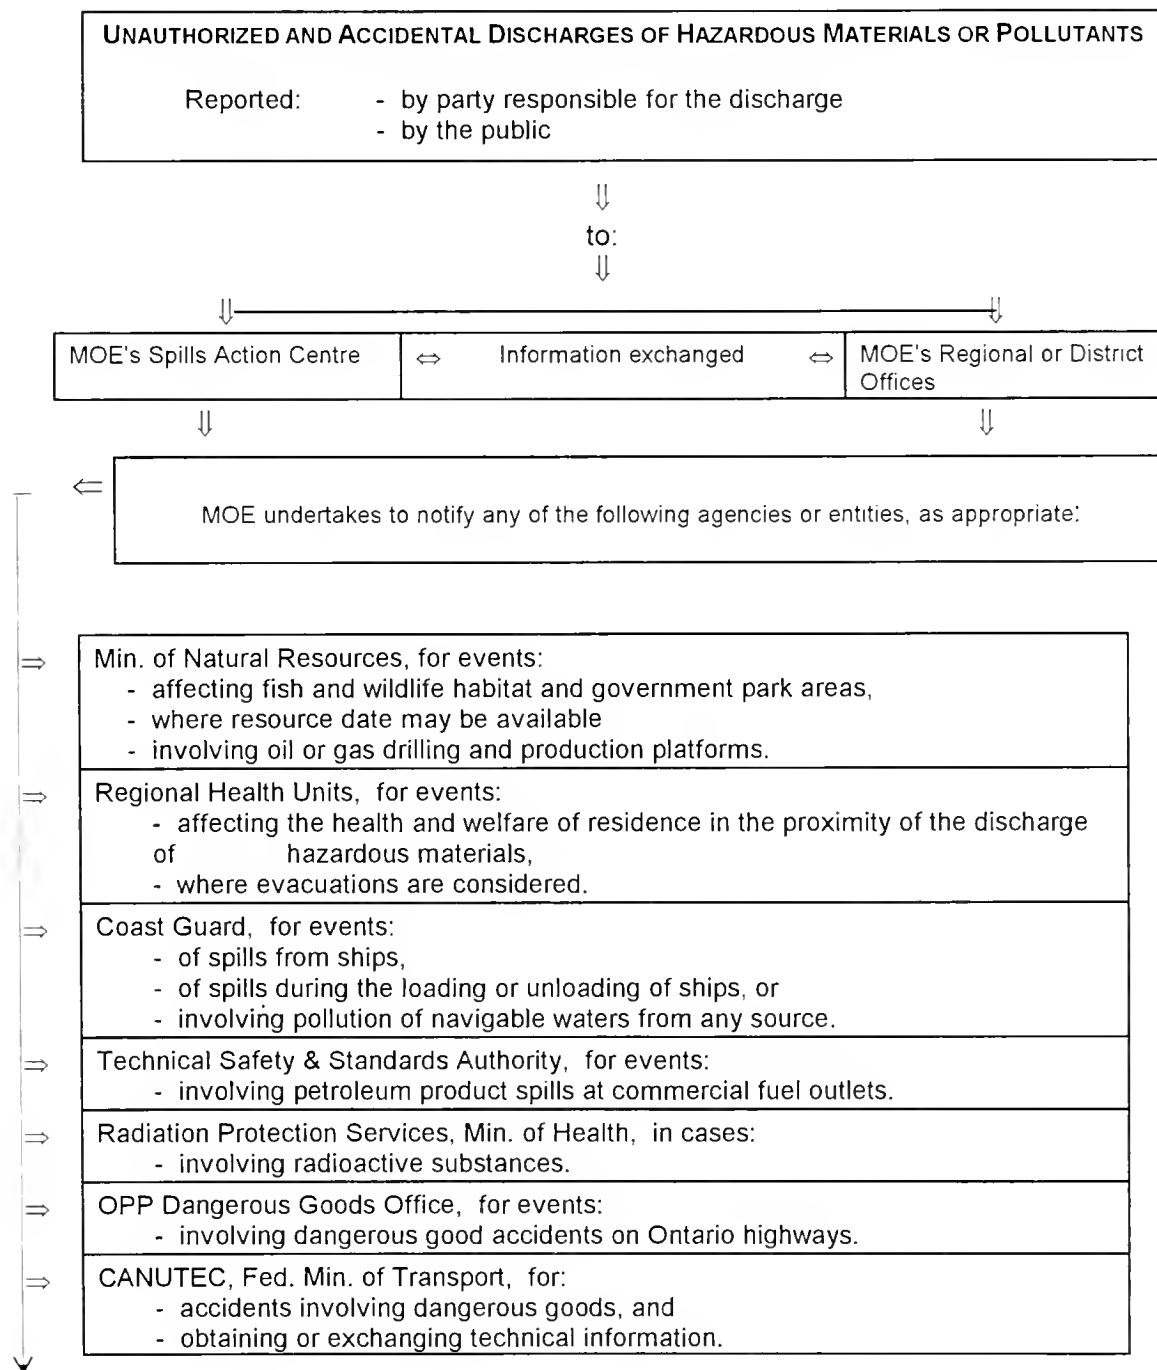 UNAUTHORIZED AND ACCIDENTAL DISCHARGES OF HAZARDOUS MATERIALS OR POLLUTANTS
Reported: - by party responsible for the discharge
- by the public
⇓
to:
⇓
⇓ ⇓
MOE's Spills Action Centre ⇔ Information exchanged ⇔ MOE's Regional or District
Offices
⇓ ⇓
⇐
MOE undertakes to notify any of the following agencies or entities, as appropriate:
⇒ Min. of Natural Resources, for events:
- affecting fish and wildlife habitat and government park areas,
- where resource date may be available
- involving oil or gas drilling and production platforms.
⇒ Regional Health Units, for events:
- affecting the health and welfare of residence in the proximity of the discharge
of hazardous materials,
- where evacuations are considered.
⇒ Coast Guard, for events:
- of spills from ships,
- of spills during the loading or unloading of ships, or
- involving pollution of navigable waters from any source.
⇒ Technical Safety & Standards Authority, for events:
- involving petroleum product spills at commercial fuel outlets.
⇒ Radiation Protection Services, Min. of Health, in cases:
- involving radioactive substances.
⇒ OPP Dangerous Goods Office, for events:
- involving dangerous good accidents on Ontario highways.
⇒ CANUTEC, Fed. Min. of Transport, for:
- accidents involving dangerous goods, and
- obtaining or exchanging technical information.